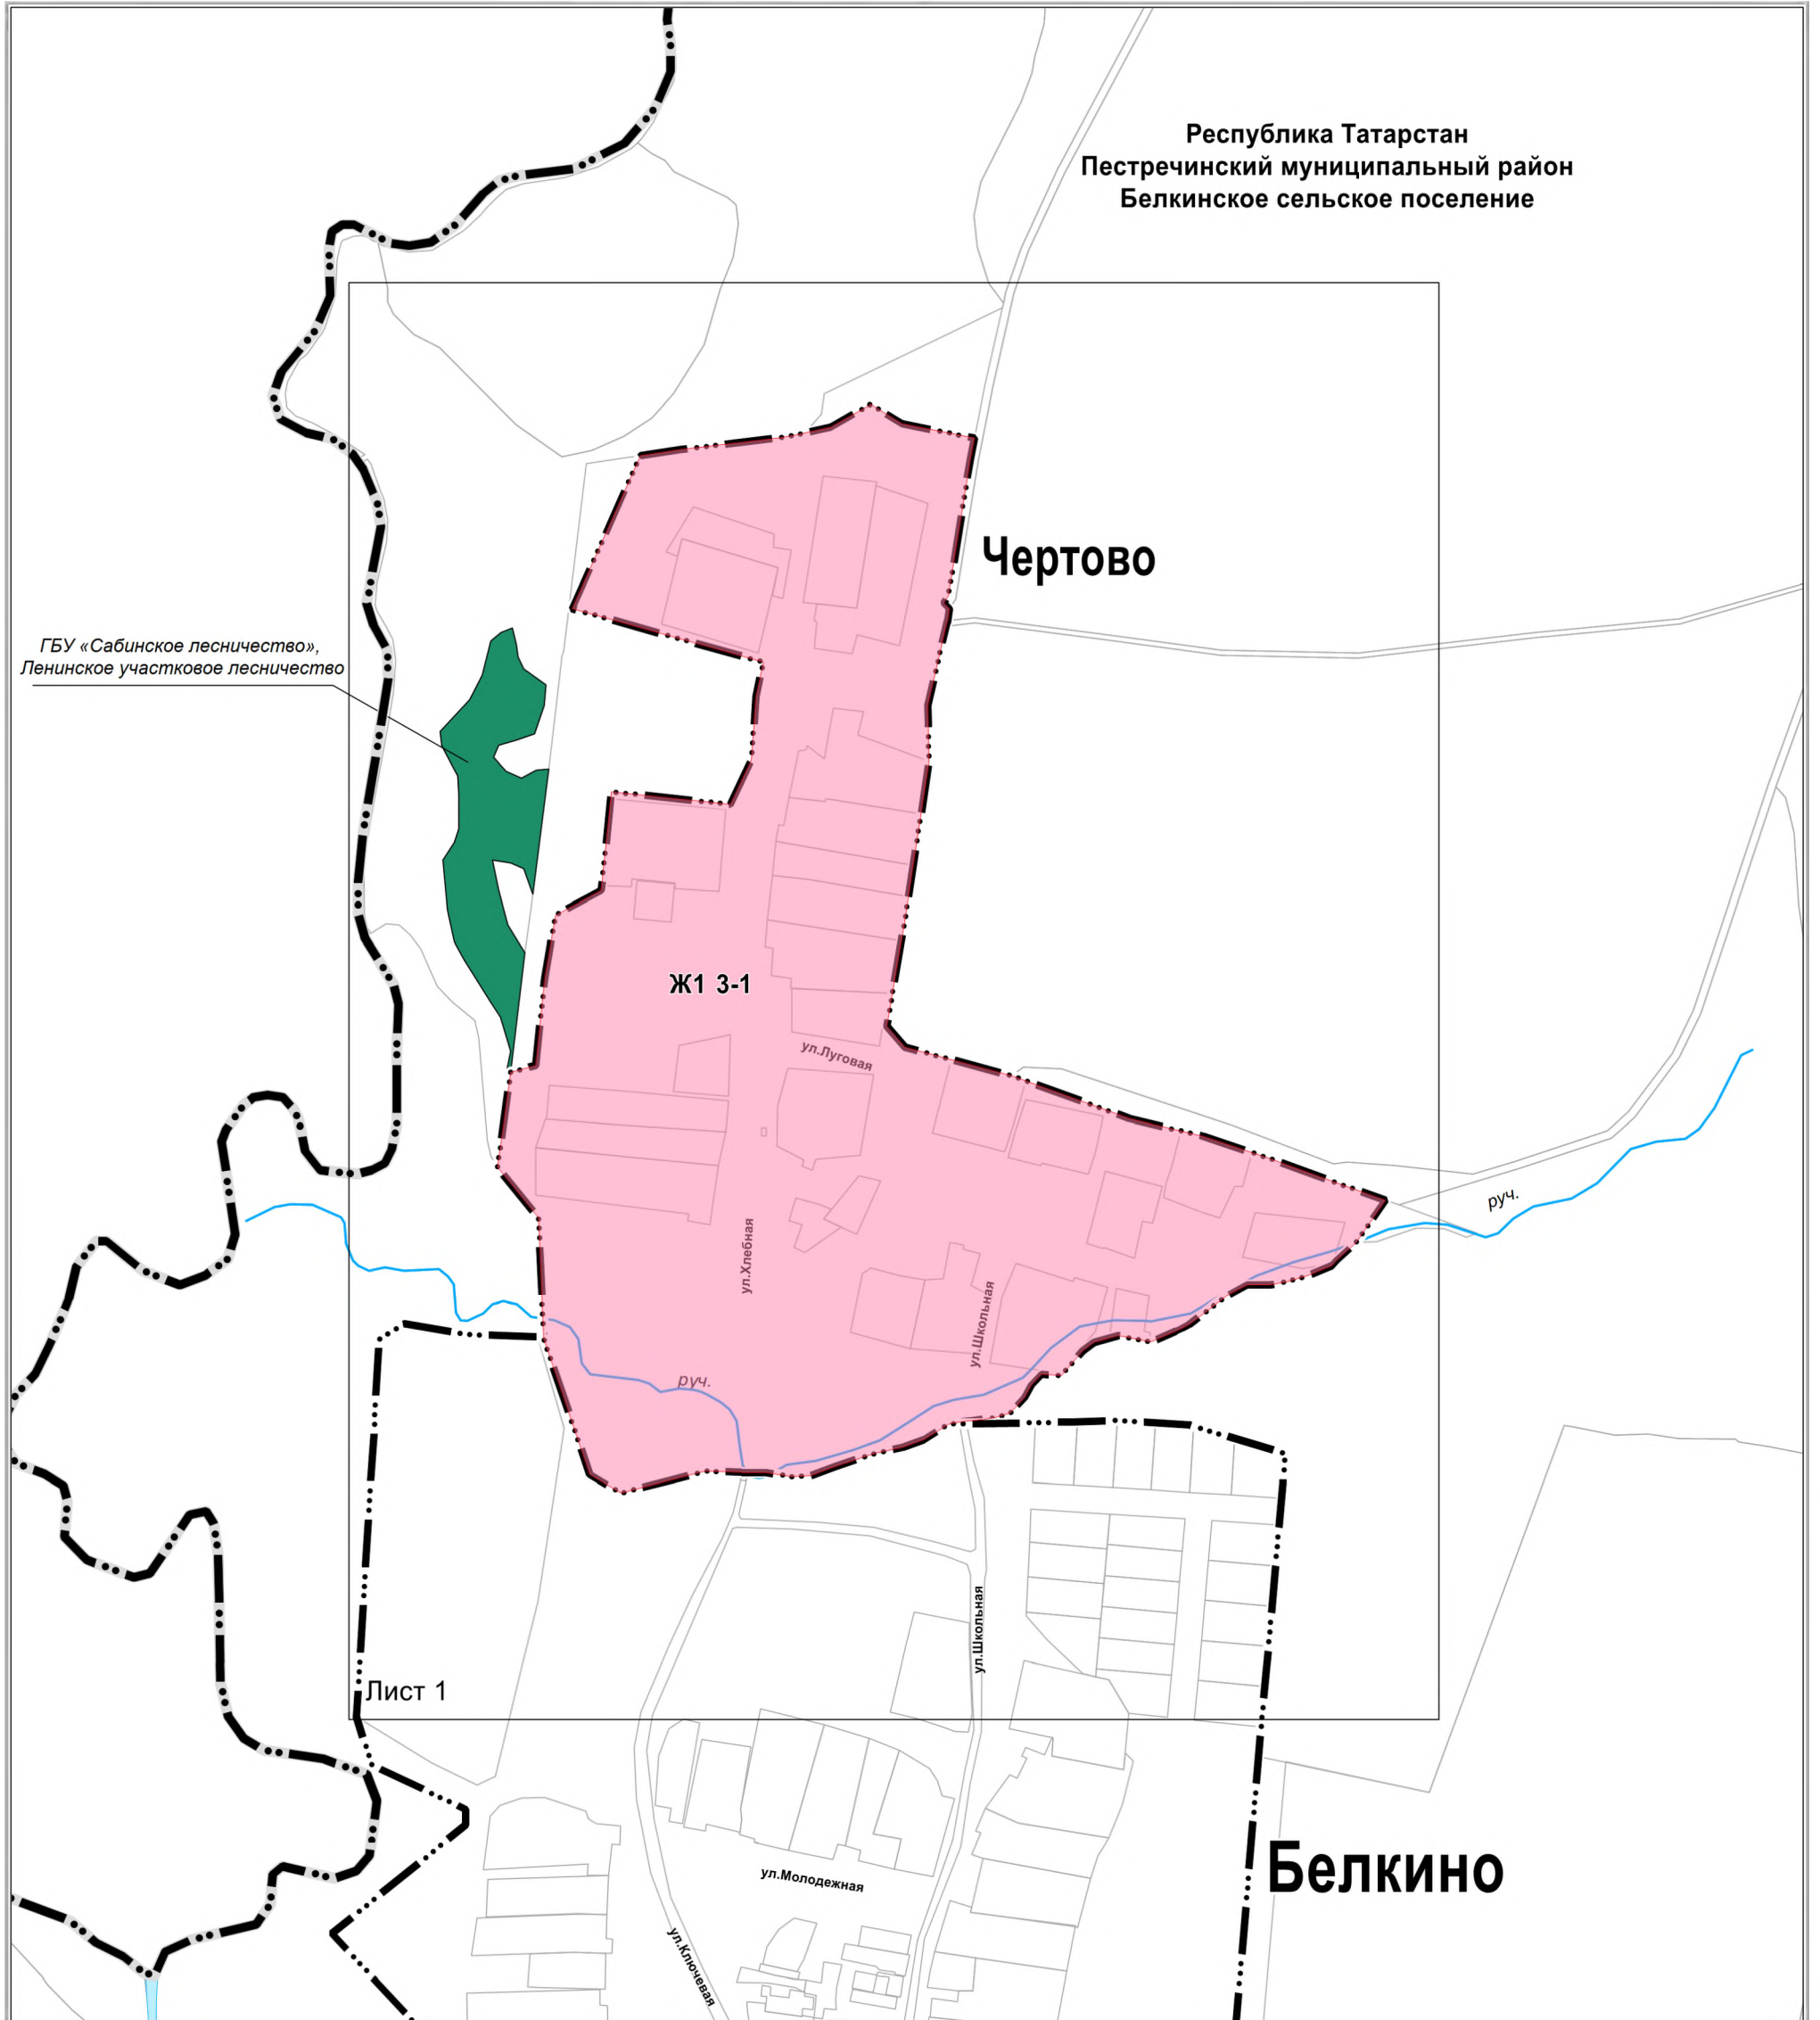 Республика Татарстан
Пестречинский муниципальный район
Белкинское сельское поселение
Чертово
ГБУ «Сабинское лесничество»,
Ленинское участковое лесничество
Ж1 3-1
ул.Луговая
руч.
ул.Хлебная
ул.Школьная
руч.
ул.Школьная
Лист 1
Белкино
ул.Молодежная
ул.Ключевая